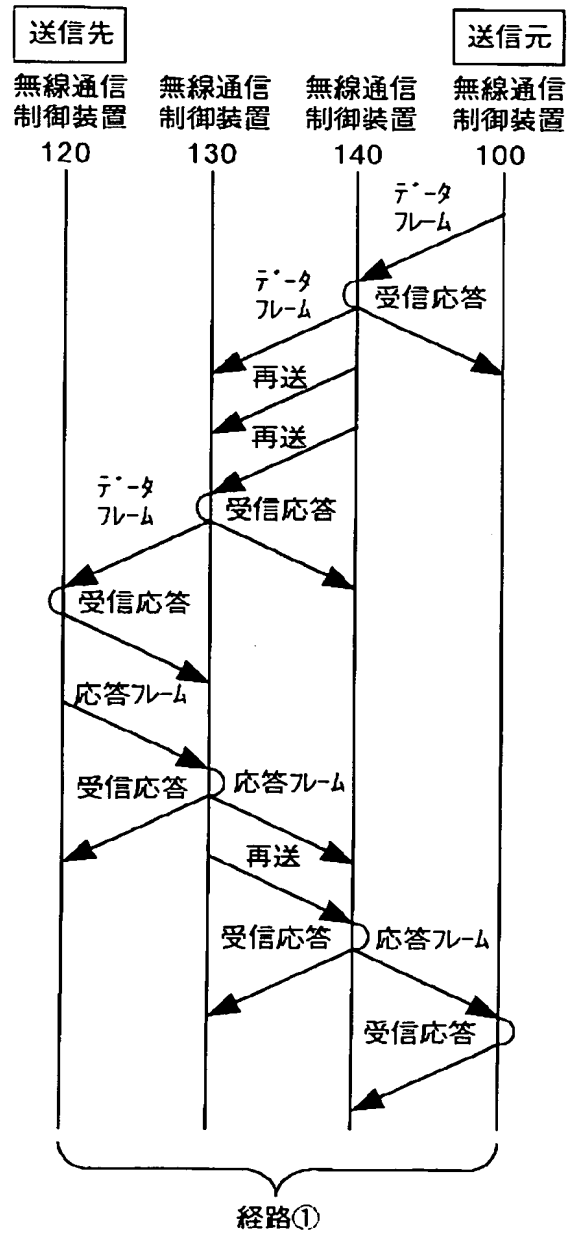 送信先
送信元
無線通信
制御装置
120
無線通信
制御装置
130
無線通信
制御装置
140
無線通信
制御装置
100
データ
フレーム
受信応答
データ
フレーム
再送
再送
受信応答
データ
フレーム
受信応答
応答フレーム
受信応答
応答フレーム
再送
受信応答
応答フレーム
受信応答
経路①